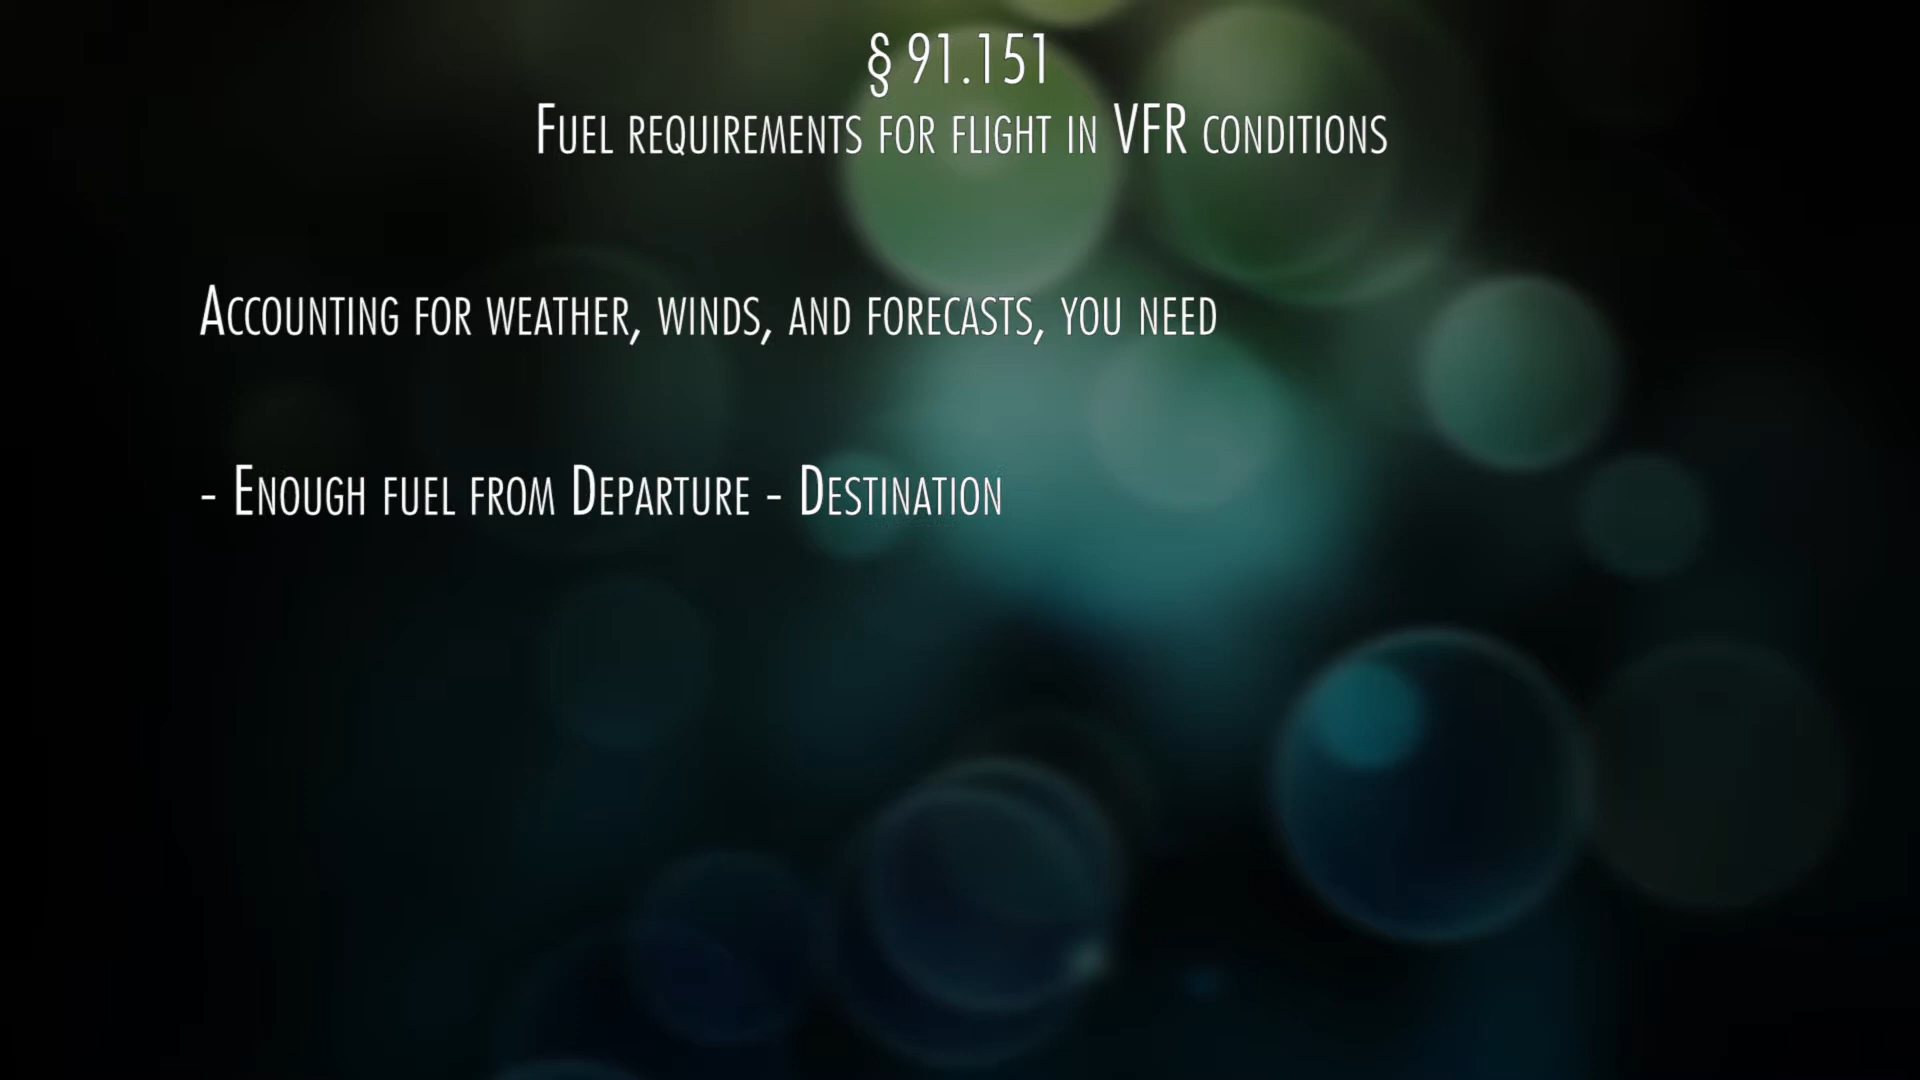 § 91.151
Fuel requirements for flight in VFR conditions
Accounting for weather, winds, and forecasts, you need
- Enough fuel from Departure - Destination